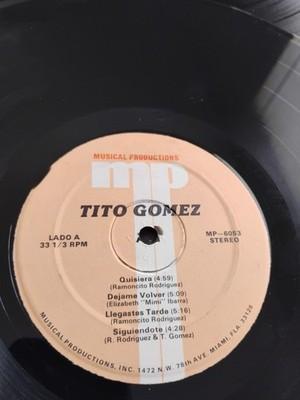 MUSICAL PRODUCTIONS
mp
TITO GOMEZ
LADO A
33 1/3 RPM
MP-6053
STEREO
Quisiera (4:59)
(Ramoncito Rodriguez)
Dejame Volver (5:09)
(Elizabeth "Mimi" Ibarra)
Llegastes Tarde (5:16)
(Ramoncito Rodriguez)
Siguiendote (4:28)
(R. Rodriguez & T. Gomez)
MUSICAL PRODUCTIONS, INC. 1472 N.W. 78th AVE. MIAMI, FLA. 33126